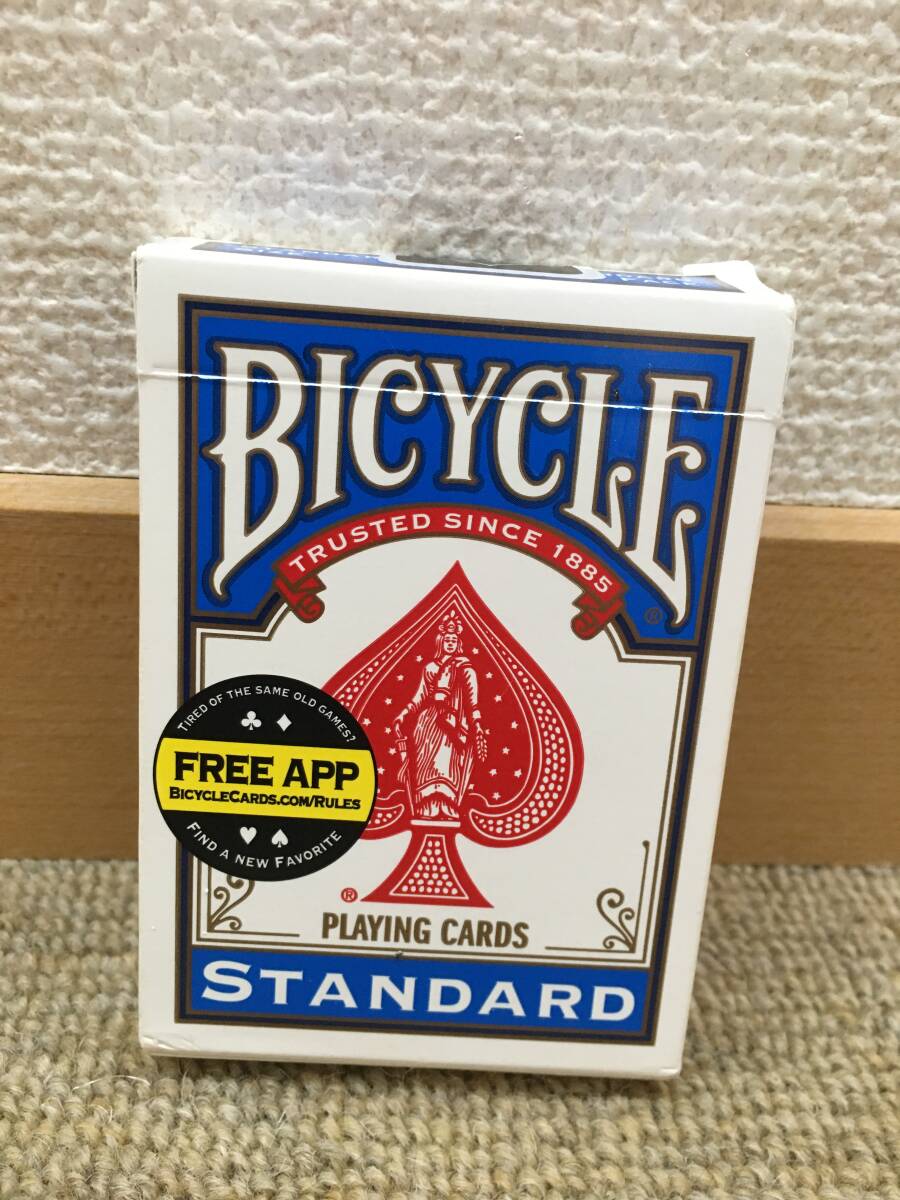 BICYCLE
®
TRUSTED SINCE 1885
TIRED OF THE SAME OLD GAMES?
FREE APP
BICYCLECARDS.COM/RULES
FIND A NEW FAVORITE
®
PLAYING CARDS
STANDARD